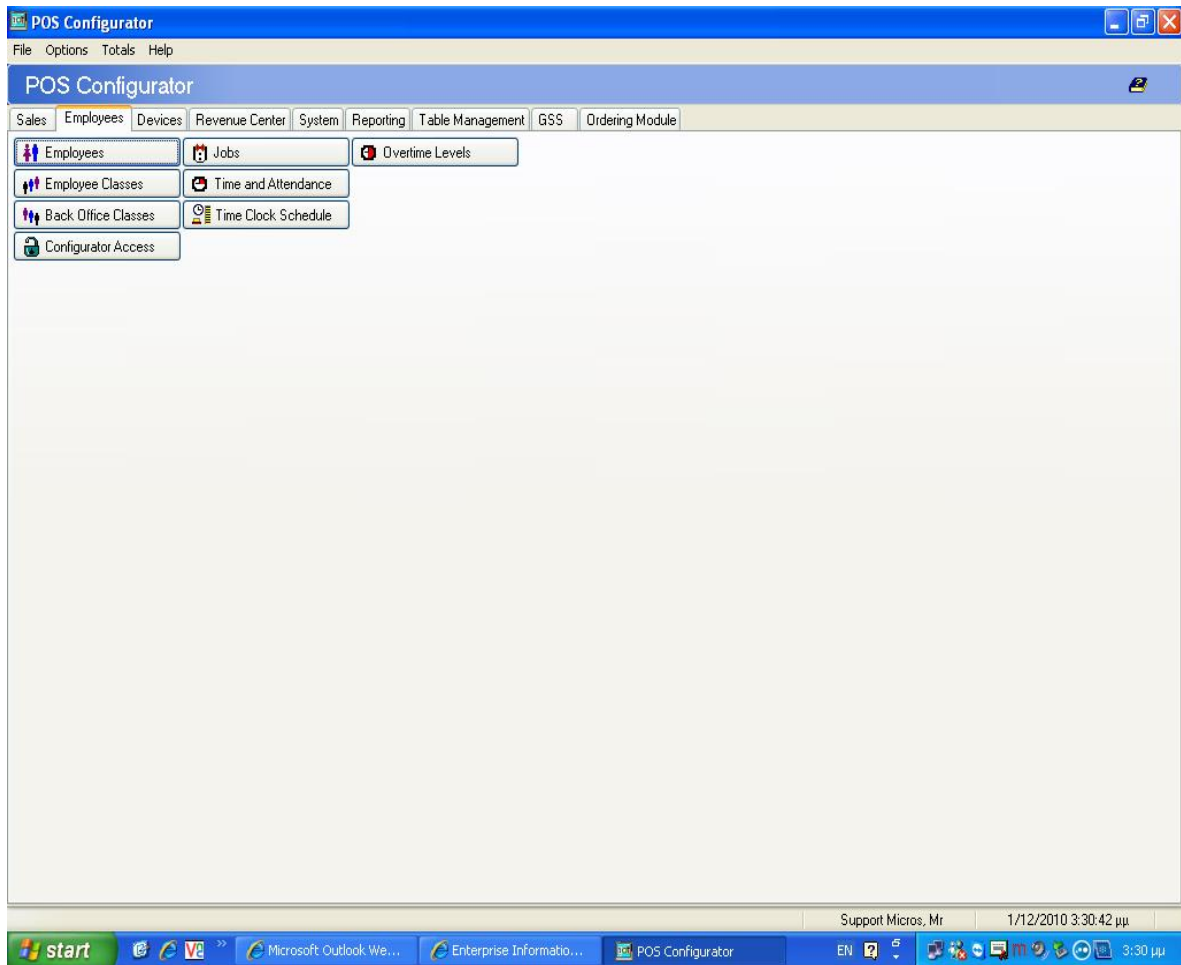 POS Configurator
File Options Totals Help
POS Configurator
Sales Employees Devices Revenue Center System Reporting Table Management GSS Ordering Module
Employees Jobs Overtime Levels
Employee Classes Time and Attendance
Back Office Classes Time Clock Schedule
Configurator Access
Support Micros, Mr 1/12/2010 3:30:42 μμ
start » Microsoft Outlook We... Enterprise Informatio... POS Configurator EN 5 3:30 μμ